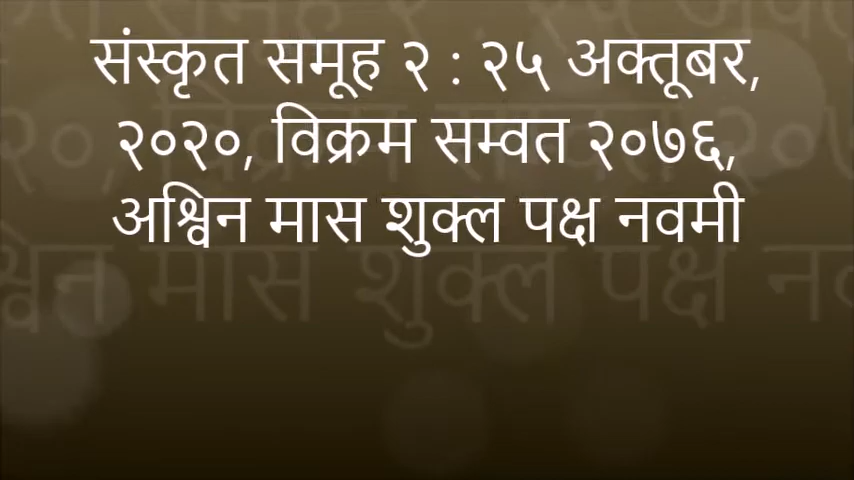 संस्कृत समूह २ : २५ अक्तूबर,
२०२०, विक्रम सम्वत २०७६,
अश्विन मास शुक्ल पक्ष नवमी